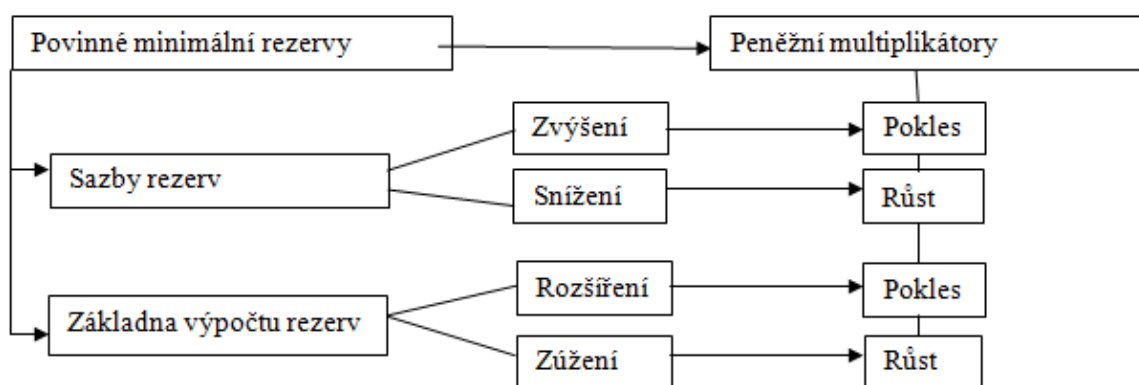 Povinné minimální rezervy
Peněžní multiplikátory
Zvýšení
Pokles
Sazby rezerv
Snížení
Růst
Rozšíření
Pokles
Základna výpočtu rezerv
Zúžení
Růst